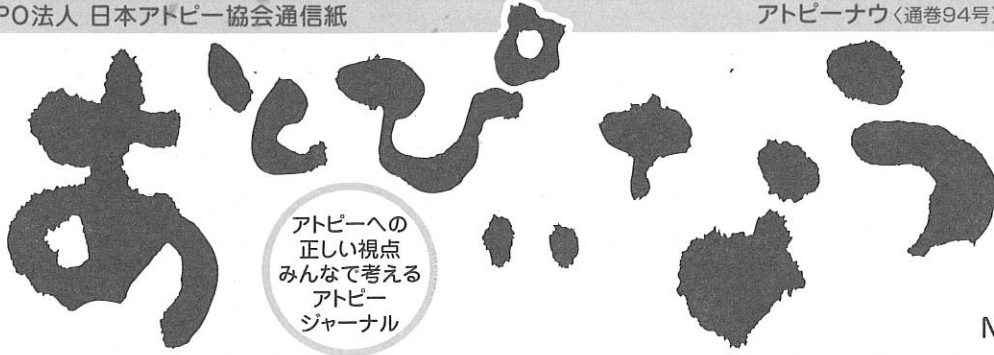 PO法人 日本アトピー協会通信紙
アトピーナウ〈通巻94号〉
あとぴぃなう
アトピーへの
正しい視点
みんなで考える
アトピー
ジャーナル
N